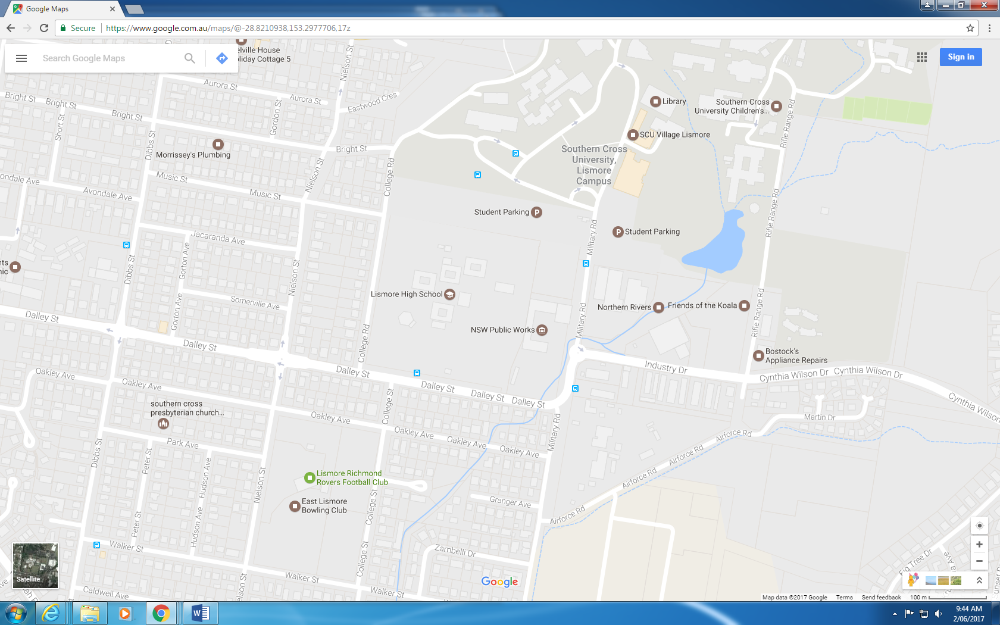 Google Maps
Secure
https://www.google.com.au/maps/@-28.8210938,153.2977706,17z
Search Google Maps
Sign in
elville House
oliday Cottage 5
Nielson St
Aurora St
Aurora St
Eastwood Cres
Bright St
Bright St
Bright St
Gordon St
Short St
Dibbs St
Bright St
Library
Southern Cross
University Children's...
Rifle Range Rd
SCU Village Lismore
Southern Cross
University,
Lismore
Campus
Morrissey's Plumbing
Music St
Music St
Nielson St
College Rd
ondale Ave
Avondale Ave
Student Parking
Student Parking
Military Rd
Rifle Range Rd
Jacaranda Ave
Gorton Ave
Dibbs St
Nielson St
nts
nic
Somerville Ave
Lismore High School
Northern Rivers
Friends of the Koala
Gorton Ave
Dalley St
Military Rd
Rifle Range Rd
NSW Public Works
College Rd
Dalley St
Dalley St
Industry Dr
Bostock's
Appliance Repairs
Cynthia Wilson Dr
Cynthia Wilson Dr
Cynthia Wilson
Oakley Ave
Oakley Ave
Dalley St
Dalley St
Dalley St
southern cross
presbyterian church...
College St
Oakley Ave
Oakley Ave
Oakley Ave
Oakley Ave
Military Rd
Martin Dr
Airforce Rd
Airforce Rd
Airforce Rd
Airforce Rd
Dibbs St
Park Ave
Peter St
Hudson Ave
Nielson St
Lismore Richmond
Rovers Football Club
East Lismore
Bowling Club
College St
Granger Ave
Peter St
Hudson Ave
Walker St
Zambelli Dr
College St
Walker St
Walker St
Nielson St
Caldwell Ave
Fig Tree Dr
Satellite
Google
Map data ©2017 Google
Terms
Send feedback
100 m
9:44 AM
2/06/2017